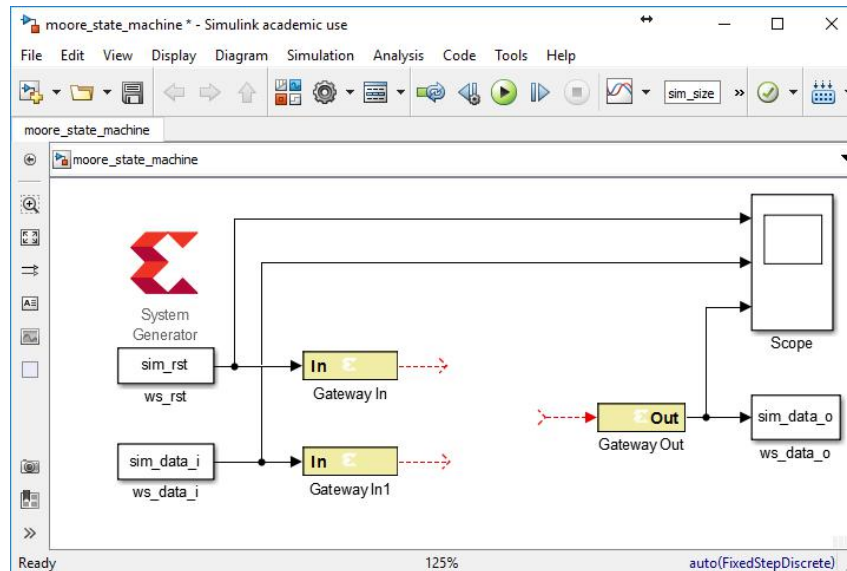 moore_state_machine * - Simulink academic use
File Edit View Display Diagram Simulation Analysis Code Tools Help
sim_size »
moore_state_machine
moore_state_machine
System
Generator
Scope
sim_rst
In
ws_rst
Gateway In
Out
sim_data_o
Gateway Out
ws_data_o
sim_data_i
In
ws_data_i
Gateway In1
»
Ready 125% auto(FixedStepDiscrete)